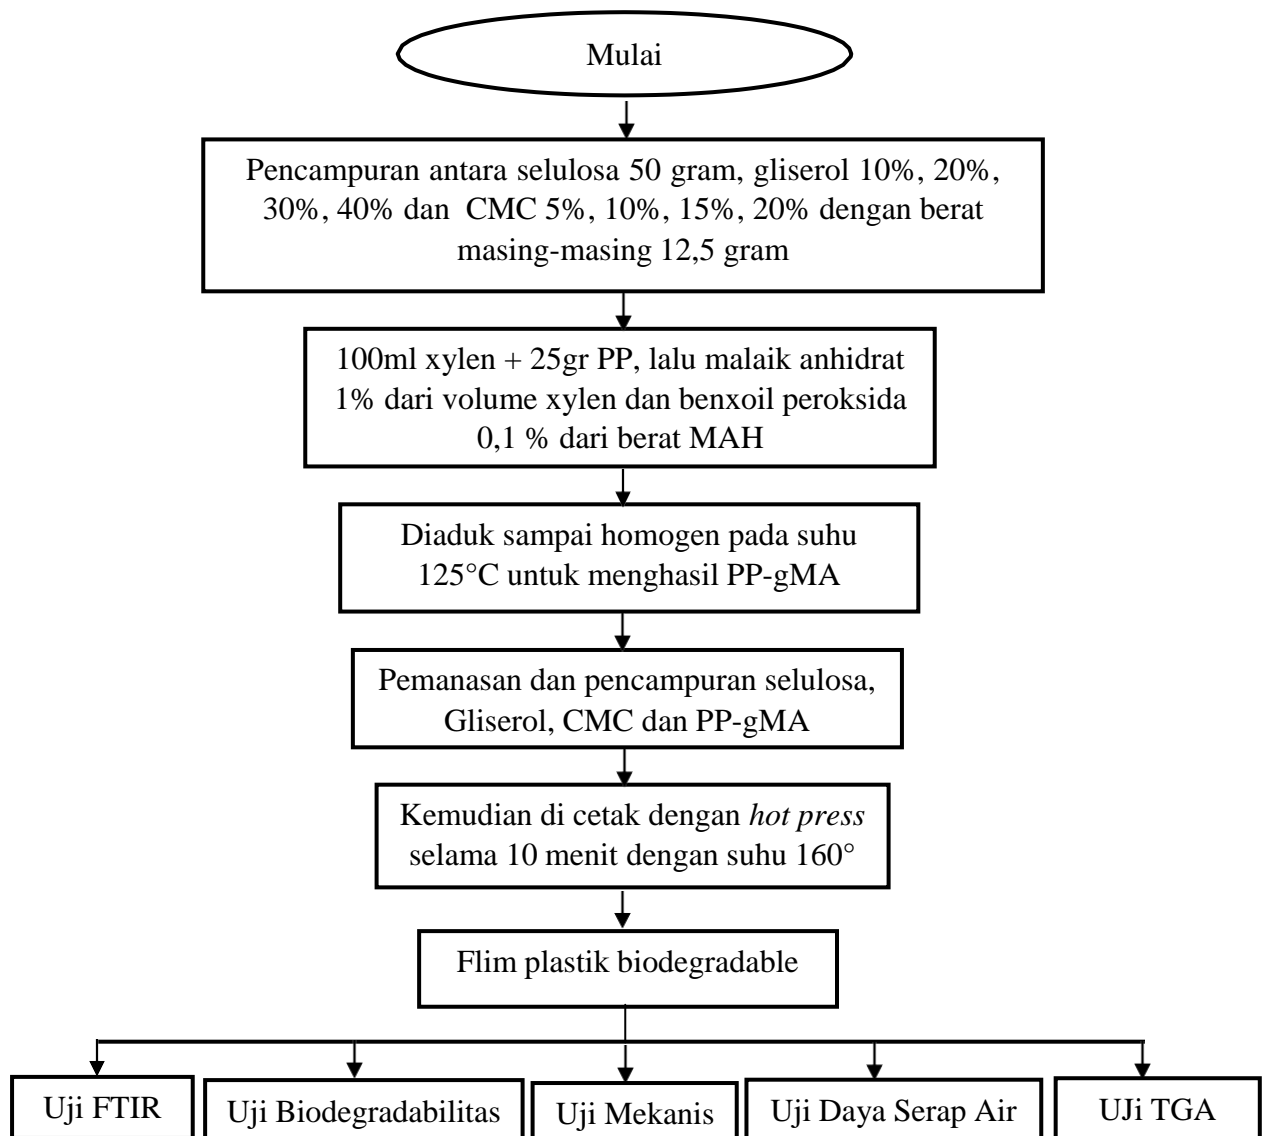 Mulai
Pencampuran antara selulosa 50 gram, gliserol 10%, 20%,
30%, 40% dan CMC 5%, 10%, 15%, 20% dengan berat
masing-masing 12,5 gram
100ml xylen + 25gr PP, lalu malaik anhidrat
1% dari volume xylen dan benxoil peroksida
0,1 % dari berat MAH
Diaduk sampai homogen pada suhu
125°C untuk menghasil PP-gMA
Pemanasan dan pencampuran selulosa,
Gliserol, CMC dan PP-gMA
Kemudian di cetak dengan hot press
selama 10 menit dengan suhu 160°
Flim plastik biodegradable
Uji FTIR
Uji Biodegradabilitas
Uji Mekanis
Uji Daya Serap Air
UJi TGA